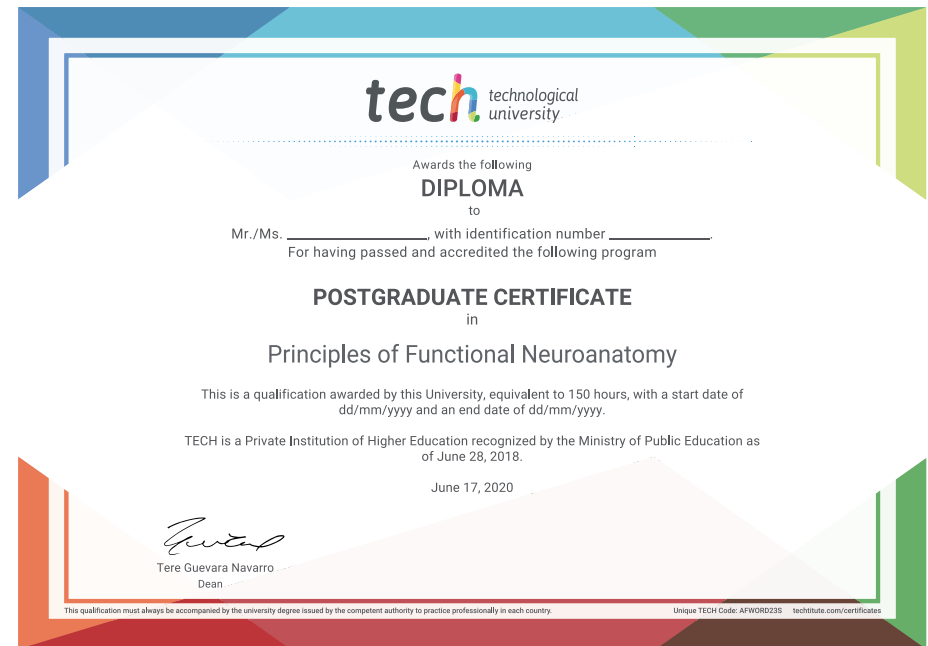 tech technological
university
Awards the following
DIPLOMA
to
Mr./Ms. ____________________, with identification number ______________.
For having passed and accredited the following program
POSTGRADUATE CERTIFICATE
in
Principles of Functional Neuroanatomy
This is a qualification awarded by this University, equivalent to 150 hours, with a start date of
dd/mm/yyyy and an end date of dd/mm/yyyy.
TECH is a Private Institution of Higher Education recognized by the Ministry of Public Education as
of June 28, 2018.
June 17, 2020
Tere Guevara Navarro
Dean
This qualification must always be accompanied by the university degree issued by the competent authority to practice professionally in each country.
Unique TECH Code: AFWORD23S techtitute.com/certificates